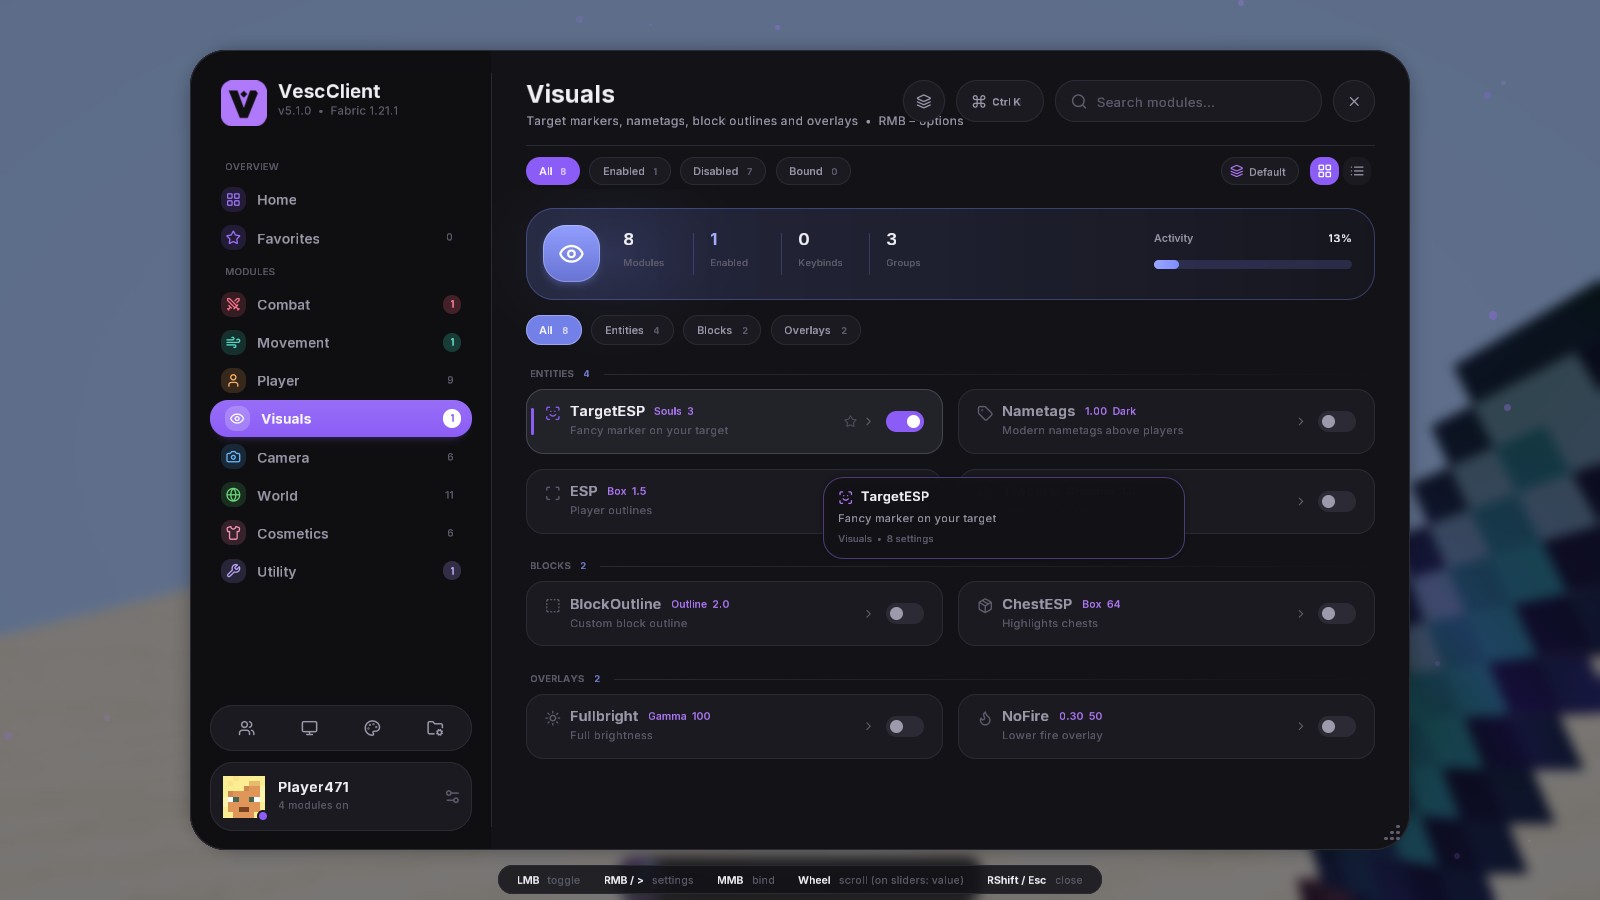 VescClient
v5.1.0 • Fabric 1.21.1
OVERVIEW
Home
Favorites 0
MODULES
Combat 1
Movement 1
Player 9
Visuals 1
Camera 6
World 11
Cosmetics 6
Utility 1
Player471
4 modules on
Visuals
Target markers, nametags, block outlines and overlays • RMB – options
Ctrl K
Search modules...
All 8 Enabled 1 Disabled 7 Bound 0
Default
8 1 0 3
Modules Enabled Keybinds Groups
Activity 13%
All 8 Entities 4 Blocks 2 Overlays 2
ENTITIES 4
TargetESP Souls 3
Fancy marker on your target
Nametags 1.00 Dark
Modern nametags above players
ESP Box 1.5
Player outlines
TargetESP
Fancy marker on your target
Visuals • 8 settings
BLOCKS 2
BlockOutline Outline 2.0
Custom block outline
ChestESP Box 64
Highlights chests
OVERLAYS 2
Fullbright Gamma 100
Full brightness
NoFire 0.30 50
Lower fire overlay
LMB toggle RMB / > settings MMB bind Wheel scroll (on sliders: value) RShift / Esc close